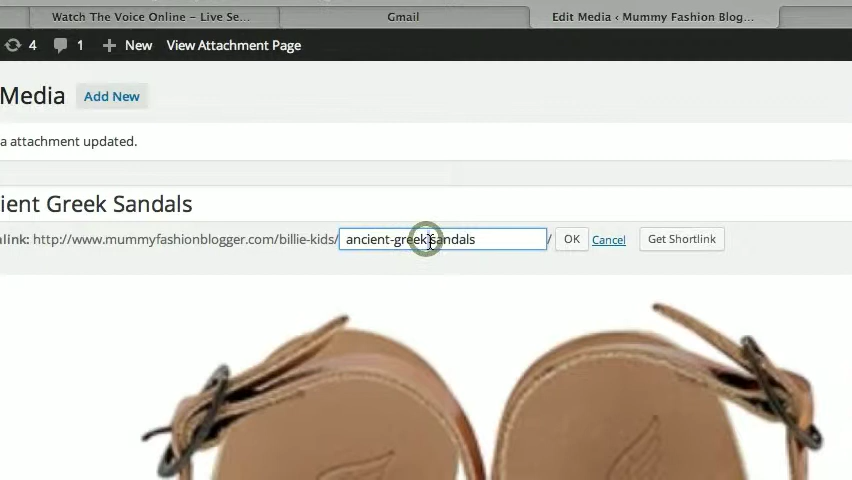 Watch The Voice Online – Live Se...
Gmail
Edit Media ‹ Mummy Fashion Blog...
4 1 + New View Attachment Page
Media Add New
a attachment updated.
ient Greek Sandals
link: http://www.mummyfashionblogger.com/billie-kids/ancient-greek sandals/ OK Cancel Get Shortlink